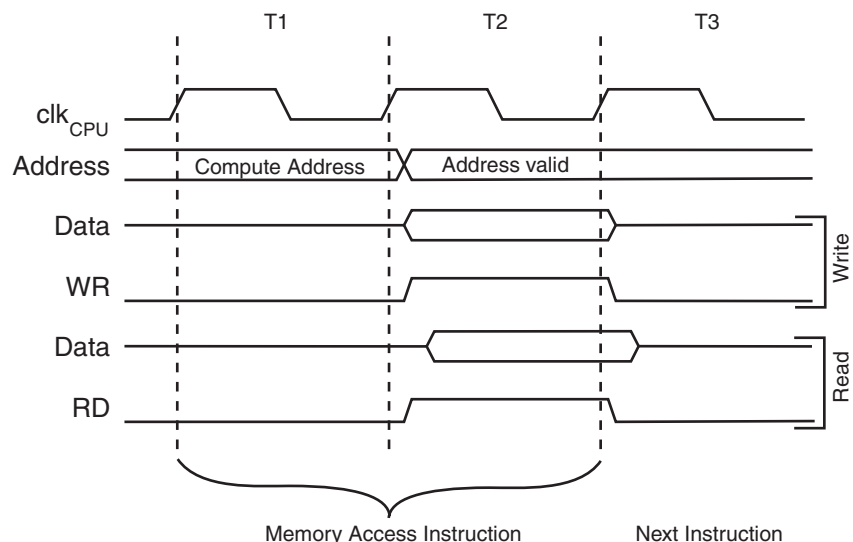 T1 T2 T3
clkCPU
Address Compute Address Address valid
Data
WR
Write
Data
RD
Read
Memory Access Instruction Next Instruction